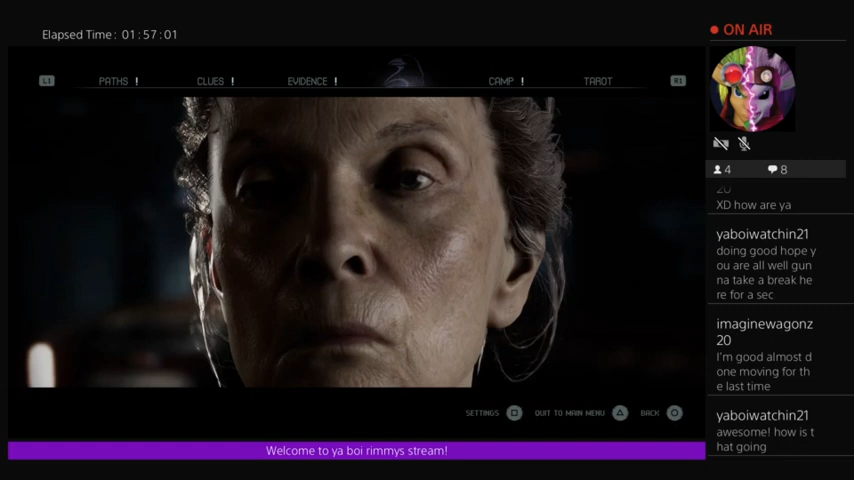 Elapsed Time: 01:57:01
ON AIR
L1
PATHS !
CLUES !
EVIDENCE !
CAMP !
TAROT
R1
4
8
20
XD how are ya
yaboiwatchin21
doing good hope y
ou are all well gun
na take a break he
re for a sec
imaginewagonz
20
I'm good almost d
one moving for th
e last time
yaboiwatchin21
awesome! how is t
hat going
SETTINGS
QUIT TO MAIN MENU
BACK
Welcome to ya boi rimmys stream!